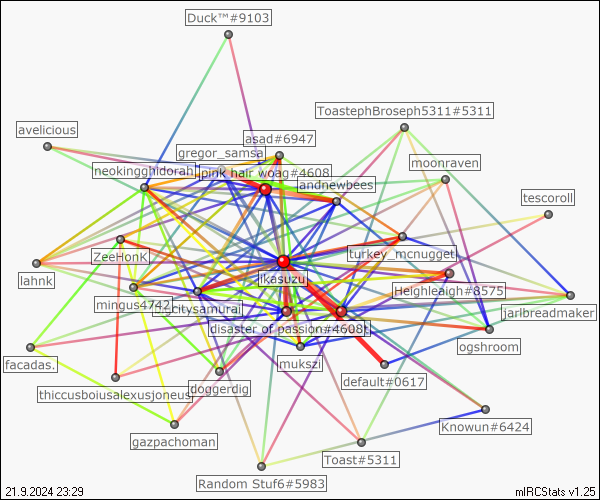 Duck™#9103
ToastephBroseph5311#5311
avelicious
asad#6947
gregor_samsa
moonraven
neokingghidorah
pink hair woag#4608
andnewbees
tescoroll
ZeeHonk
turkey_mcnugget
lahnk
ikasuzu
Heighleaigh#8575
mingus4742
citysamurai
jarlbreadmaker
disaster of passion#4608
ogshroom
facadas.
mukszi
default#0617
thiccusboiusalexusjoneus
doggerdig
Knowun#6424
gazpachoman
Toast#5311
Random Stuf6#5983
21.9.2024 23:29
mIRCStats v1.25